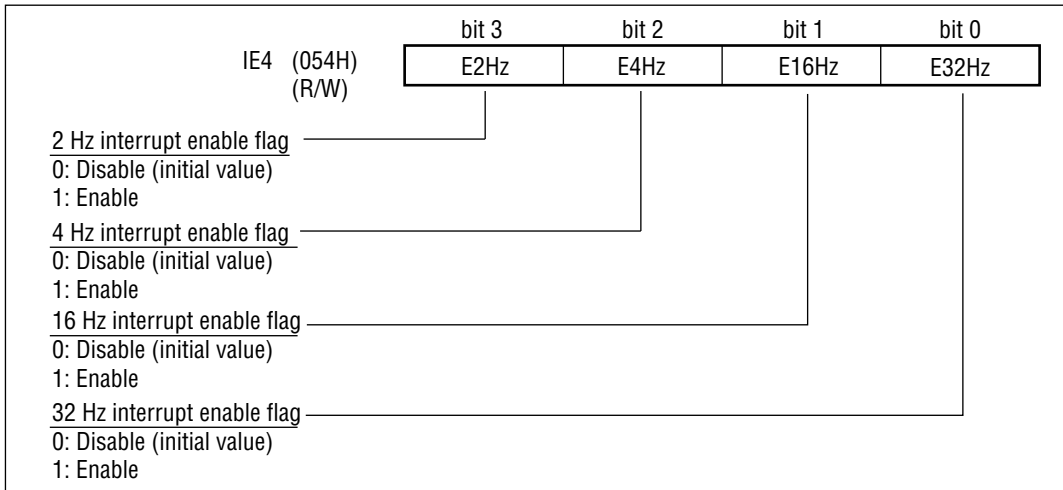 bit 3 bit 2 bit 1 bit 0
IE4 (054H) E2Hz E4Hz E16Hz E32Hz
(R/W)
2 Hz interrupt enable flag
0: Disable (initial value)
1: Enable
4 Hz interrupt enable flag
0: Disable (initial value)
1: Enable
16 Hz interrupt enable flag
0: Disable (initial value)
1: Enable
32 Hz interrupt enable flag
0: Disable (initial value)
1: Enable